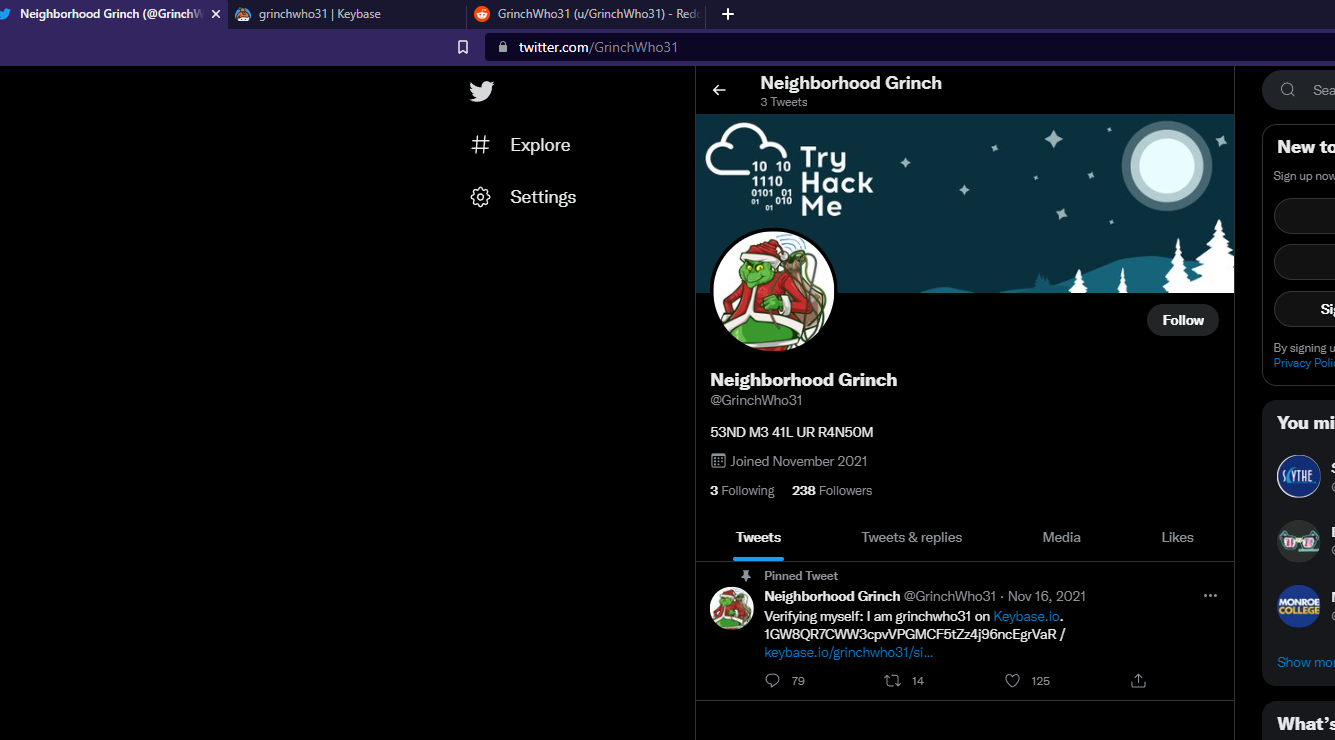 Neighborhood Grinch (@GrinchW
grinchwho31 | Keybase
GrinchWho31 (u/GrinchWho31) - Redd
twitter.com/GrinchWho31
Neighborhood Grinch
3 Tweets
Explore
Settings
10 10
1110
0101 01
01 010
01
Try
Hack
Me
Follow
Neighborhood Grinch
@GrinchWho31
53ND M3 41L UR R4N50M
Joined November 2021
3 Following 238 Followers
Tweets Tweets & replies Media Likes
Pinned Tweet
Neighborhood Grinch @GrinchWho31 · Nov 16, 2021
Verifying myself: I am grinchwho31 on Keybase.io.
1GW8QR7CWW3cpvVPGMCF5tZz4j96ncEgrVaR /
keybase.io/grinchwho31/si...
79 14 125
Sea
New to
Sign up now
Sig
By signing u
Privacy Polic
You mi
SCYTHE
MONROE
COLLEGE
Show mor
What's